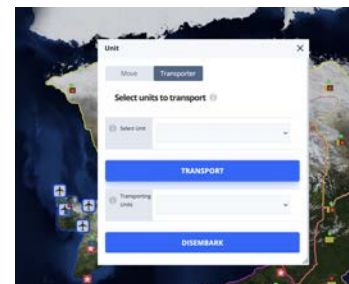 Unit
Move Transporter
Select units to transport
Select Unit
TRANSPORT
Transporting
Units
DISEMBARK